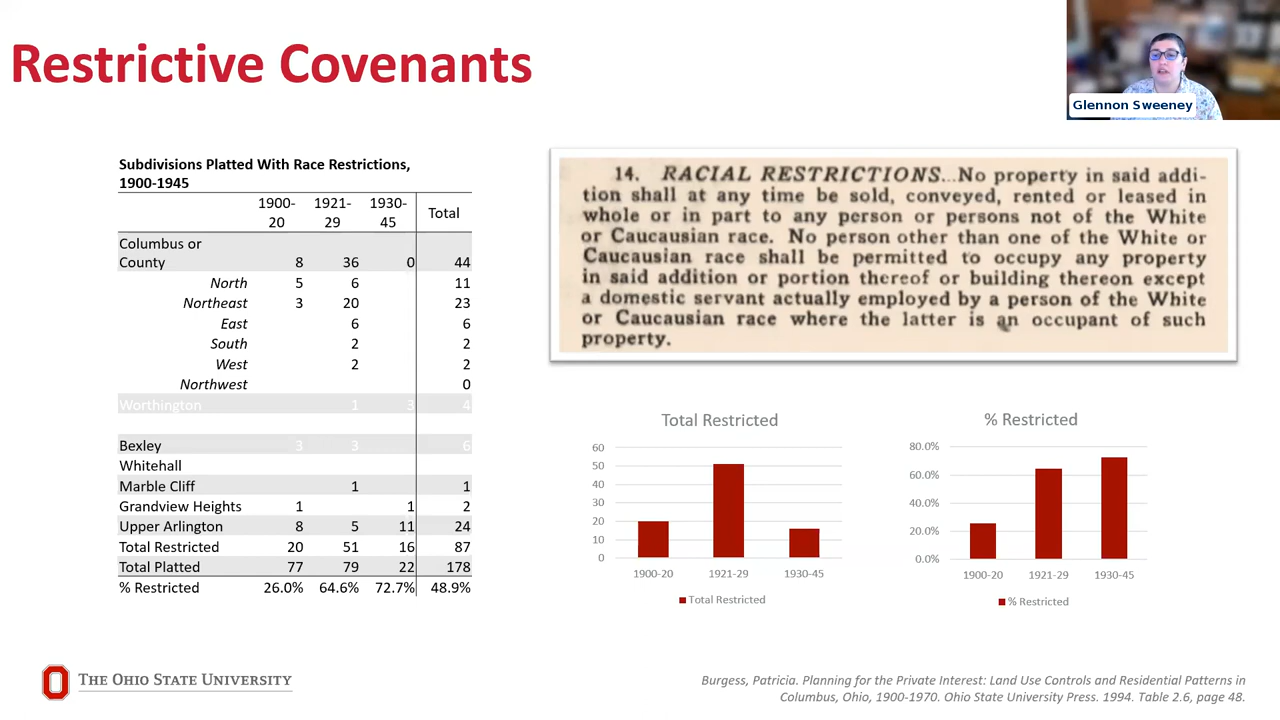 Restrictive Covenants
Glennon Sweeney
Subdivisions Platted With Race Restrictions,
1900-1945
1900-20 1921-29 1930-45 Total
Columbus or
County 8 36 0 44
North 5 6 11
Northeast 3 20 23
East 6 6
South 2 2
West 2 2
Northwest 0
Worthington 1 3 4
Bexley 3 3 6
Whitehall
Marble Cliff 1 1
Grandview Heights 1 1 2
Upper Arlington 8 5 11 24
Total Restricted 20 51 16 87
Total Platted 77 79 22 178
% Restricted 26.0% 64.6% 72.7% 48.9%
14. RACIAL RESTRICTIONS...No property in said addi-
tion shall at any time be sold, conveyed, rented or leased in
whole or in part to any person or persons not of the White
or Caucausian race. No person other than one of the White or
Caucausian race shall be permitted to occupy any property
in said addition or portion thereof or building thereon except
a domestic servant actually employed by a person of the White
or Caucausian race where the latter is an occupant of such
property.
Total Restricted
60
50
40
30
20
10
0
1900-20 1921-29 1930-45
Total Restricted
% Restricted
80.0%
60.0%
40.0%
20.0%
0.0%
1900-20 1921-29 1930-45
% Restricted
THE OHIO STATE UNIVERSITY
Burgess, Patricia. Planning for the Private Interest: Land Use Controls and Residential Patterns in
Columbus, Ohio, 1900-1970. Ohio State University Press. 1994. Table 2.6, page 48.